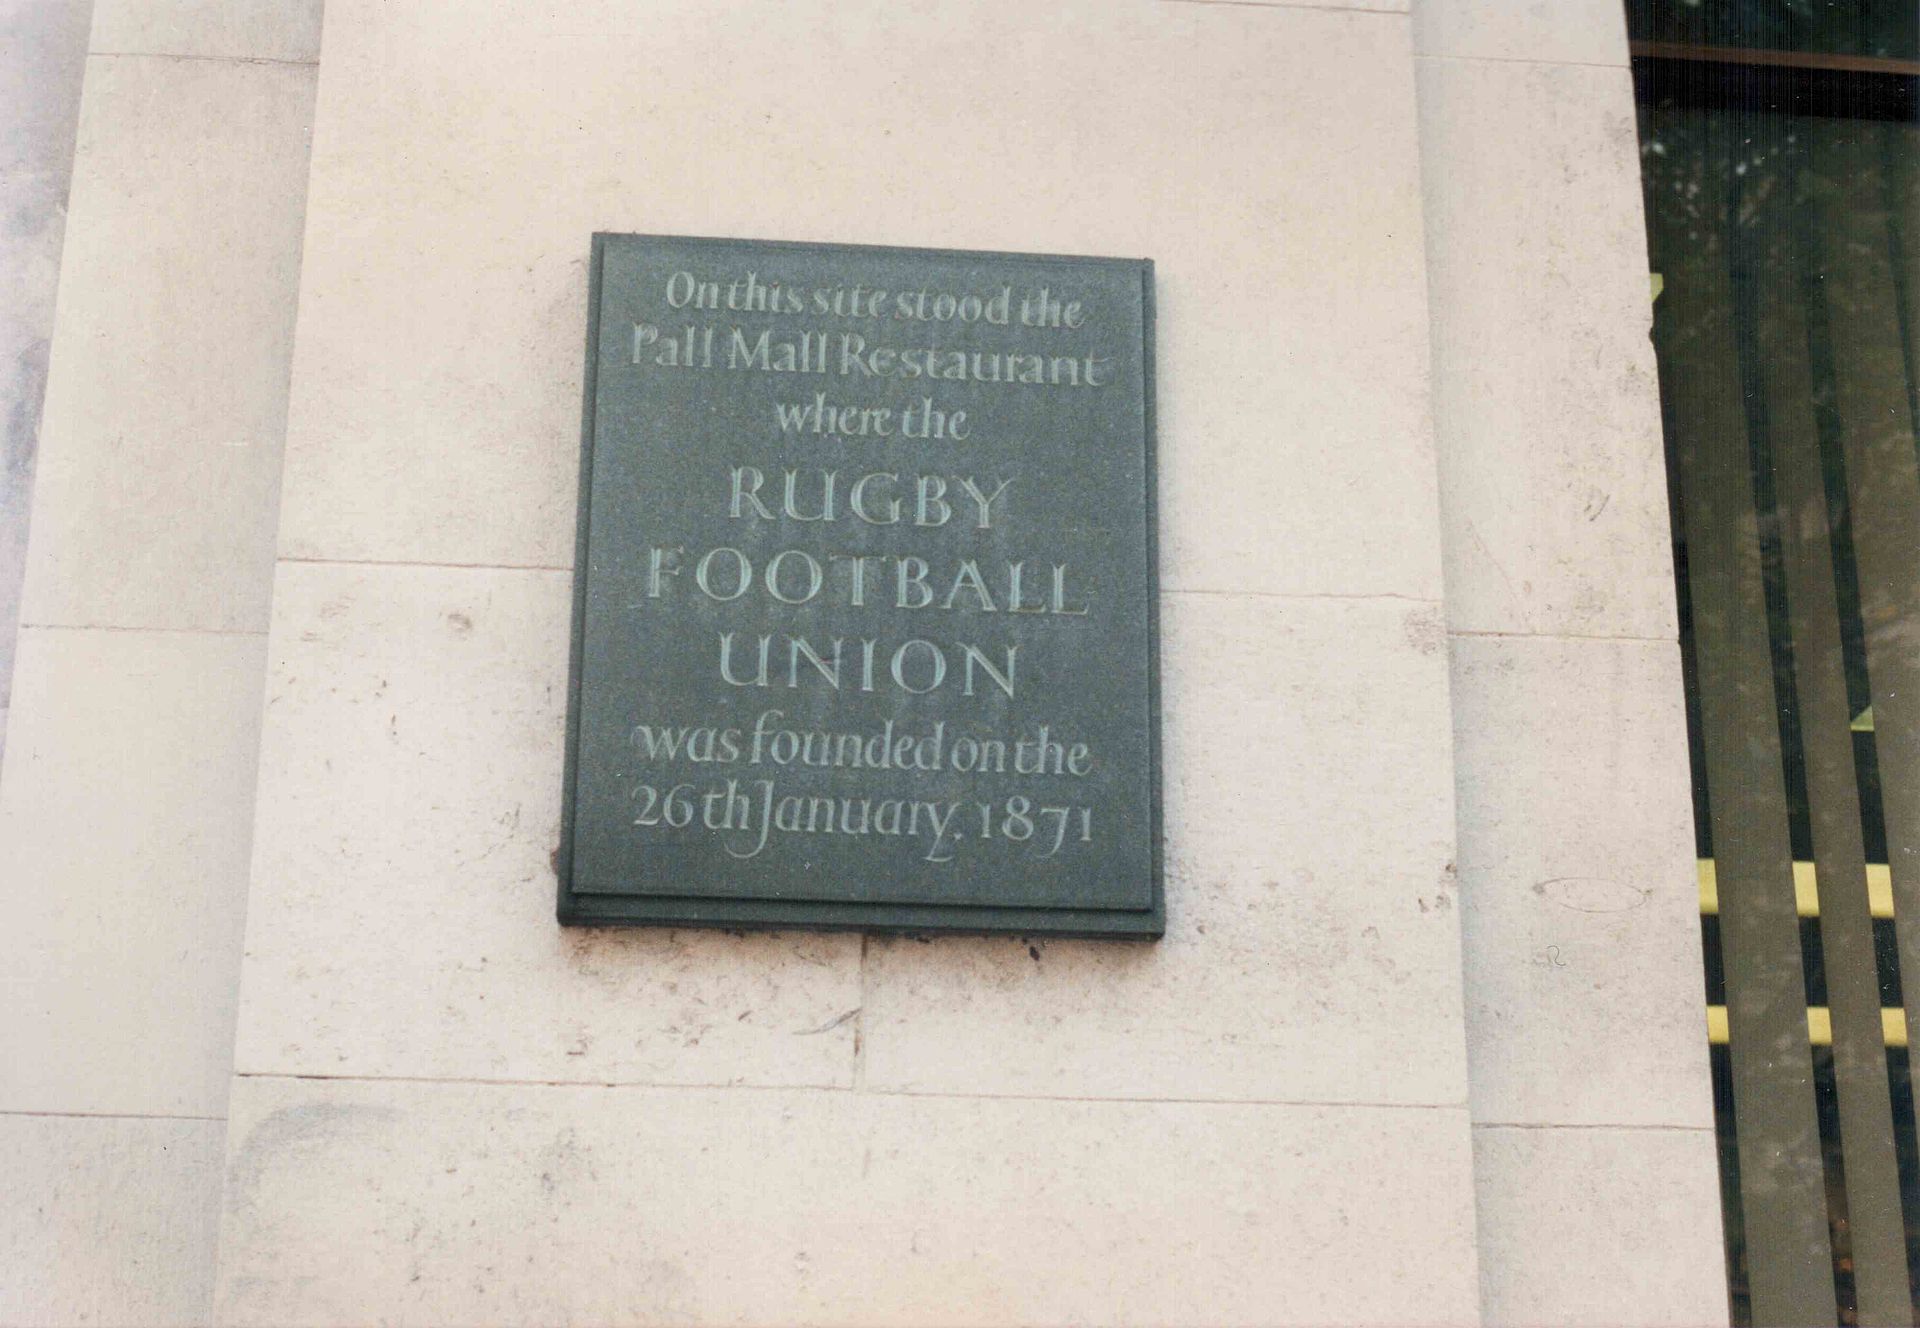 On this site stood the
Pall Mall Restaurant
where the
RUGBY
FOOTBALL
UNION
was founded on the
26th January, 1871